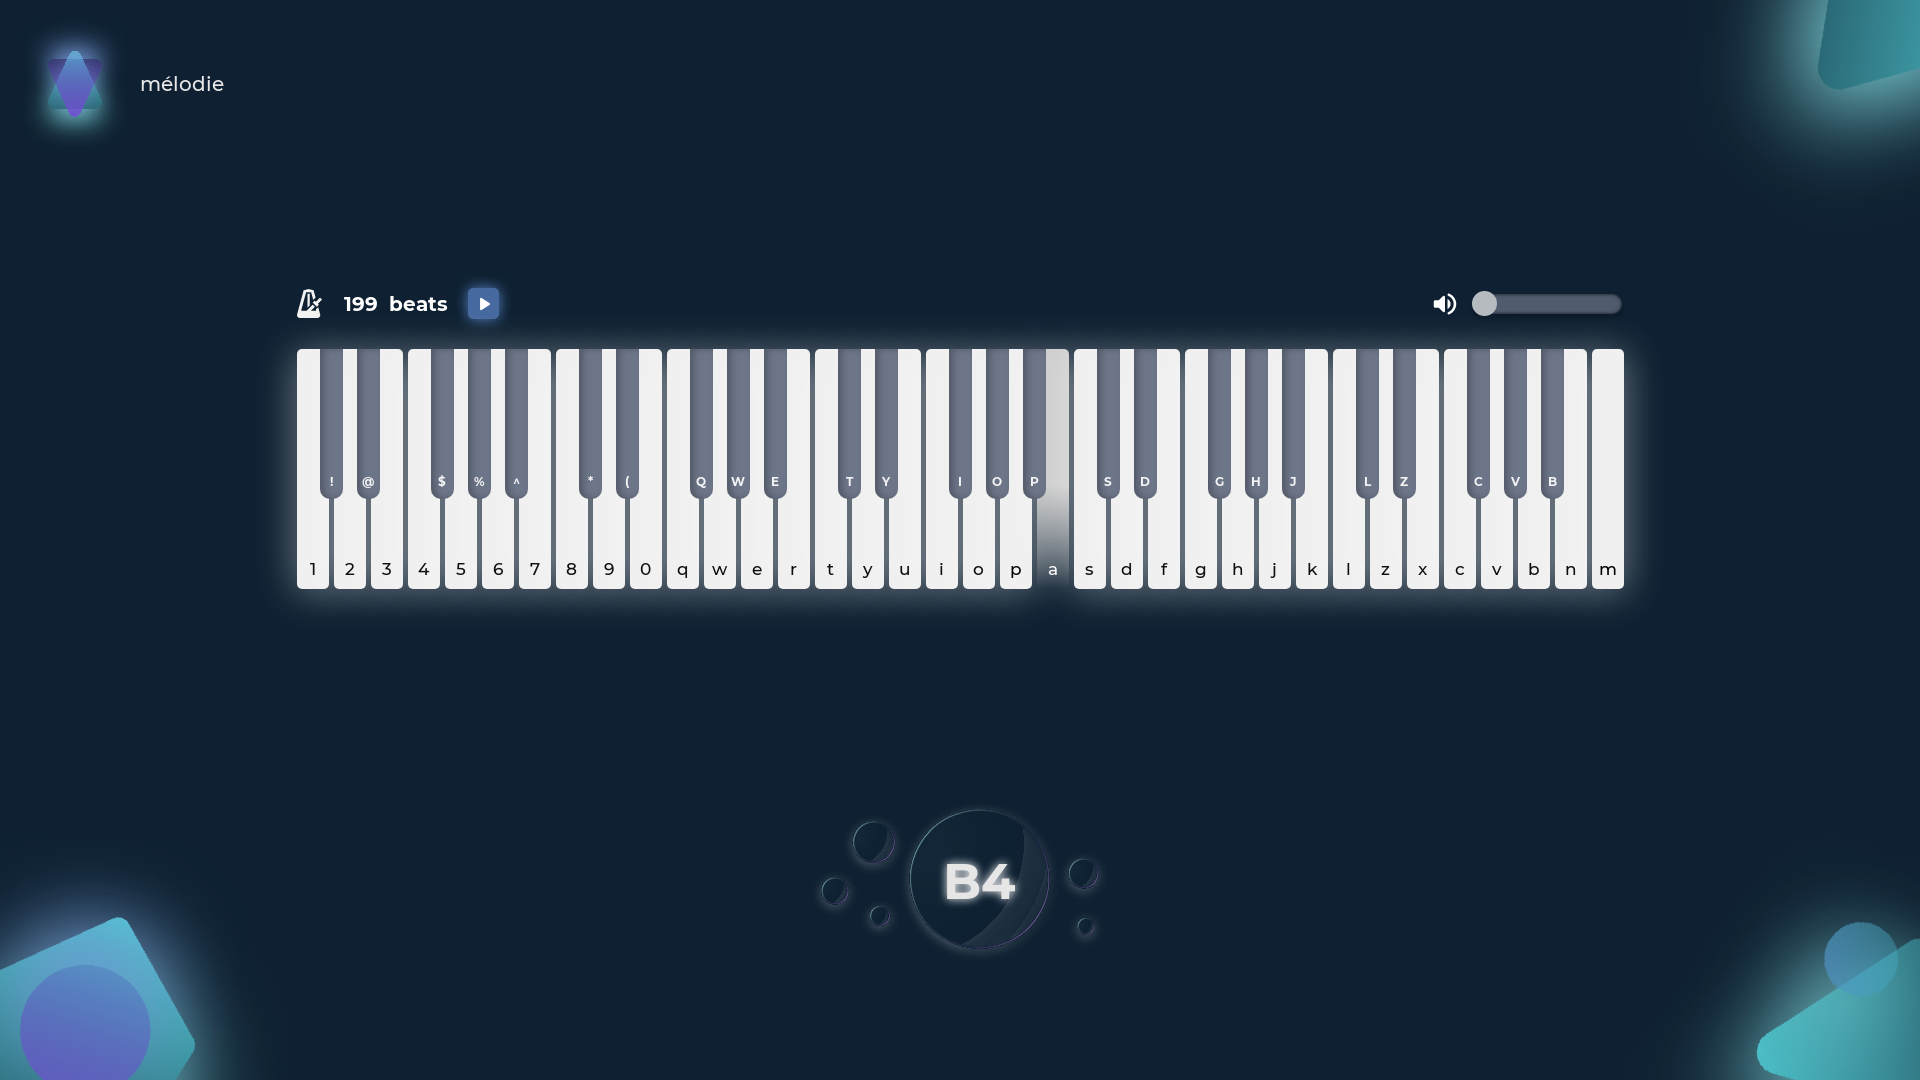 mélodie
199 beats
! @ $ % ^ * ( Q W E T Y I O P S D G H J L Z C V B
1 2 3 4 5 6 7 8 9 0 q w e r t y u i o p a s d f g h j k l z x c v b n m
B4